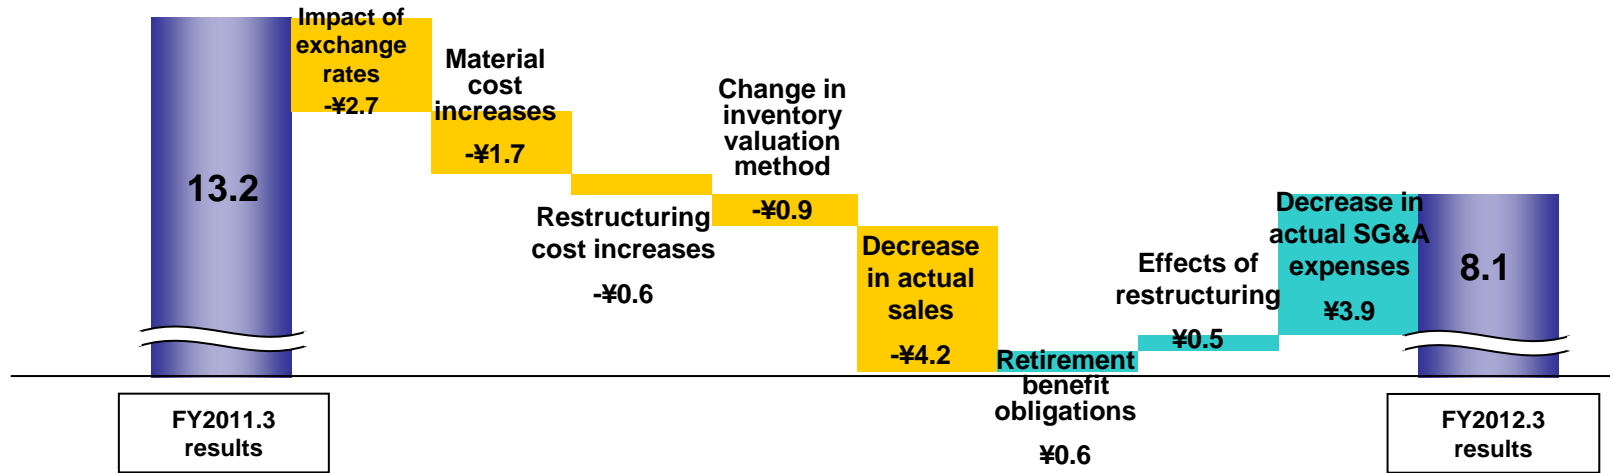 13.2
FY2011.3
results
Impact of
exchange
rates
-¥2.7
Material
cost
increases
-¥1.7
Restructuring
cost increases
-¥0.6
Change in
inventory
valuation
method
-¥0.9
Decrease
in actual
sales
-¥4.2
Retirement
benefit
obligations
¥0.6
Effects of
restructuring
¥0.5
Decrease in
actual SG&A
expenses
¥3.9
8.1
FY2012.3
results